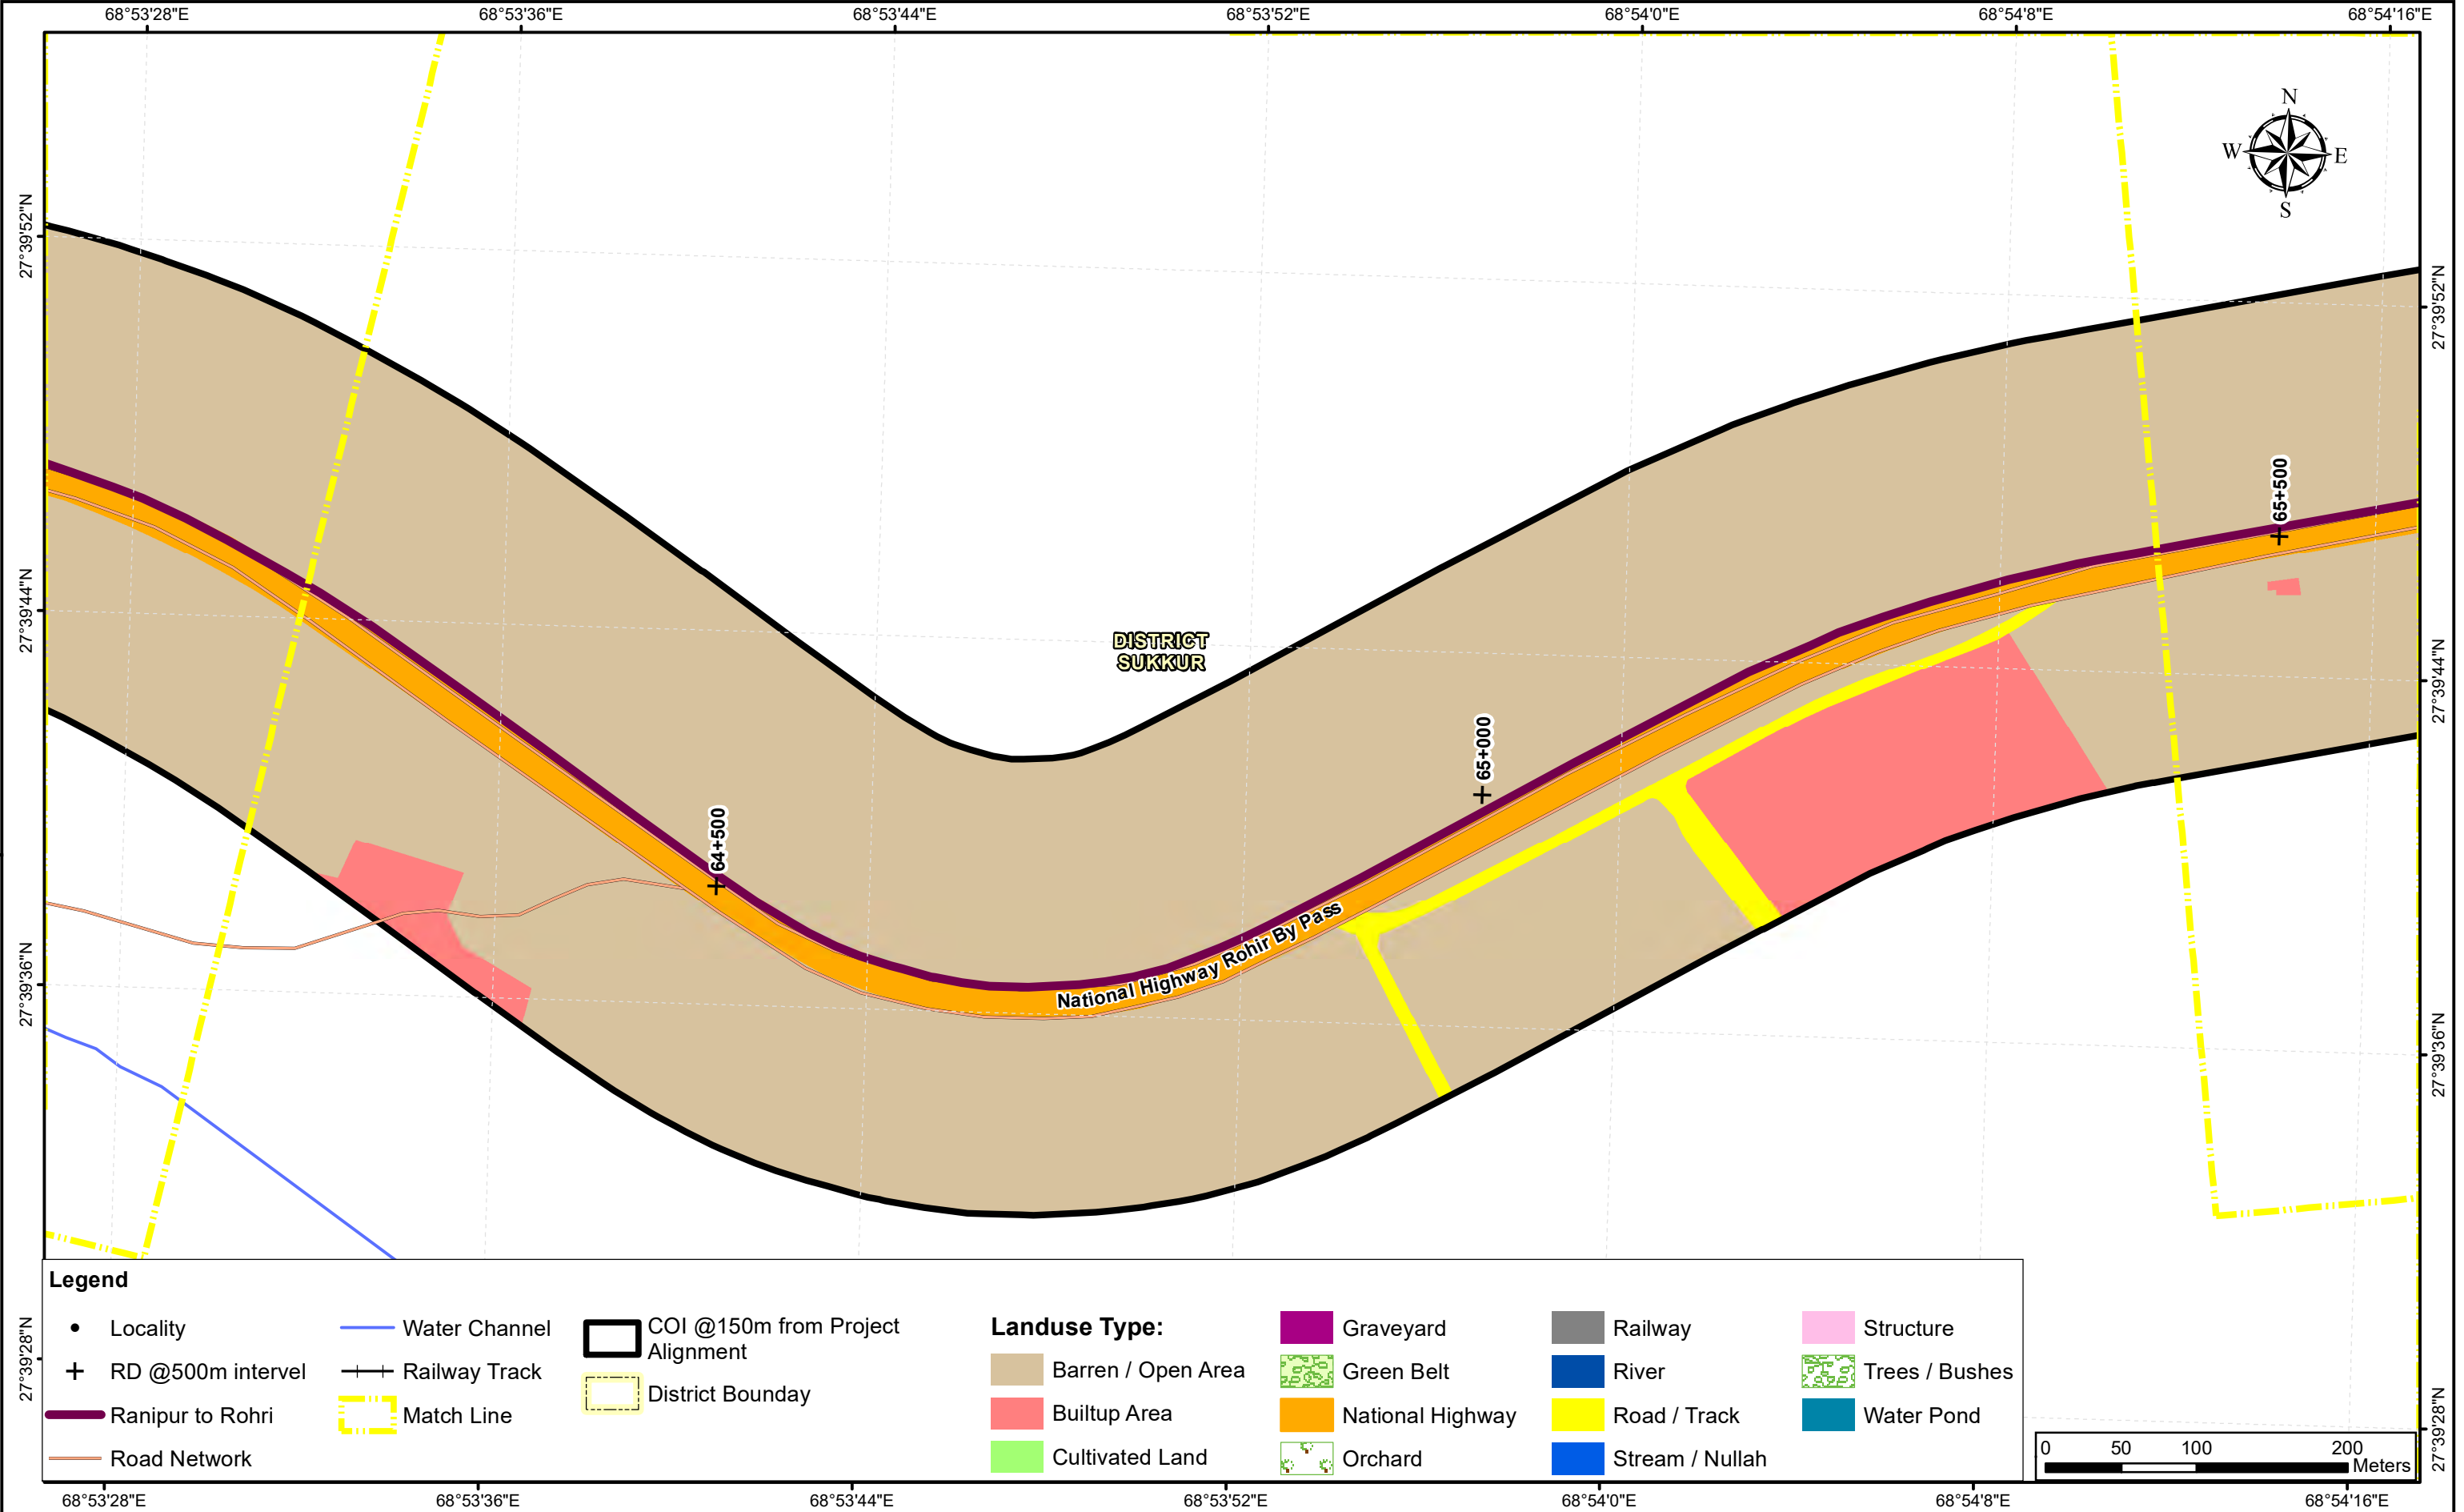 68°53'28"E 68°53'36"E 68°53'44"E 68°53'52"E 68°54'0"E 68°54'8"E 68°54'16"E
N
W E
S
27°39'52"N
27°39'52"N
27°39'44"N
27°39'44"N
27°39'36"N
27°39'36"N
27°39'28"N
27°39'28"N
65+500
DISTRICT
SUKKUR
65+000
64+500
National Highway Rohir By Pass
Legend
Locality
RD @500m intervel
Ranipur to Rohri
Road Network
Water Channel
Railway Track
Match Line
COI @150m from Project
Alignment
District Bounday
Landuse Type:
Barren / Open Area
Builtup Area
Cultivated Land
Graveyard
Green Belt
National Highway
Orchard
Railway
River
Road / Track
Stream / Nullah
Structure
Trees / Bushes
Water Pond
0 50 100 200
Meters
68°53'28"E 68°53'36"E 68°53'44"E 68°53'52"E 68°54'0"E 68°54'8"E 68°54'16"E